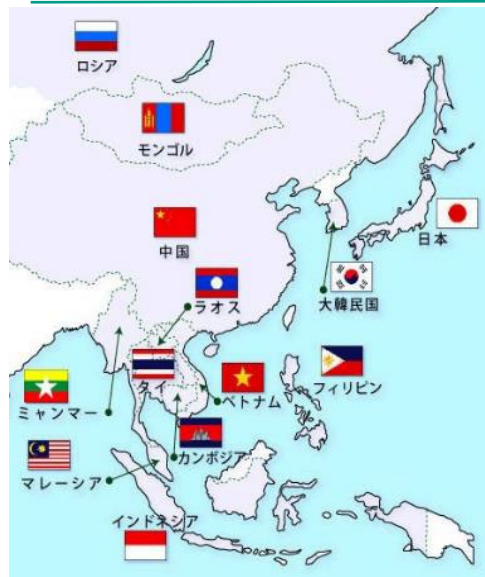 ロシア
モンゴル
中国
日本
大韓民国
ラオス
タイ
ミャンマー
ベトナム
フィリピン
カンボジア
マレーシア
インドネシア